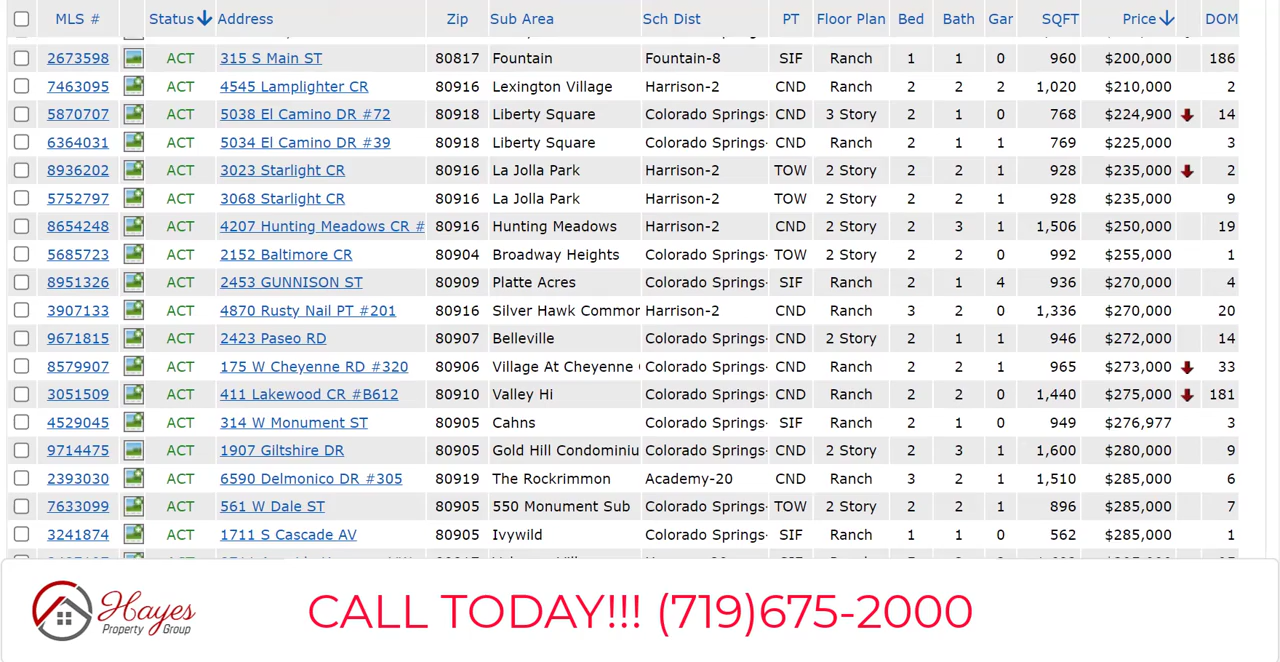 MLS # Status Address Zip Sub Area Sch Dist PT Floor Plan Bed Bath Gar SQFT Price DOM
2673598 ACT 315 S Main ST 80817 Fountain Fountain-8 SIF Ranch 1 1 0 960 $200,000 186
7463095 ACT 4545 Lamplighter CR 80916 Lexington Village Harrison-2 CND Ranch 2 2 2 1,020 $210,000 2
5870707 ACT 5038 El Camino DR #72 80918 Liberty Square Colorado Springs- CND 3 Story 2 1 0 768 $224,900 14
6364031 ACT 5034 El Camino DR #39 80918 Liberty Square Colorado Springs- CND Ranch 2 1 1 769 $225,000 3
8936202 ACT 3023 Starlight CR 80916 La Jolla Park Harrison-2 TOW 2 Story 2 2 1 928 $235,000 2
5752797 ACT 3068 Starlight CR 80916 La Jolla Park Harrison-2 TOW 2 Story 2 2 1 928 $235,000 9
8654248 ACT 4207 Hunting Meadows CR # 80916 Hunting Meadows Harrison-2 CND 2 Story 2 3 1 1,506 $250,000 19
5685723 ACT 2152 Baltimore CR 80904 Broadway Heights Colorado Springs- TOW 2 Story 2 2 0 992 $255,000 1
8951326 ACT 2453 GUNNISON ST 80909 Platte Acres Colorado Springs- SIF Ranch 2 1 4 936 $270,000 4
3907133 ACT 4870 Rusty Nail PT #201 80916 Silver Hawk Common Harrison-2 CND Ranch 3 2 0 1,336 $270,000 20
9671815 ACT 2423 Paseo RD 80907 Belleville Colorado Springs- CND 2 Story 2 1 1 946 $272,000 14
8579907 ACT 175 W Cheyenne RD #320 80906 Village At Cheyenne Colorado Springs- CND Ranch 2 2 1 965 $273,000 33
3051509 ACT 411 Lakewood CR #B612 80910 Valley Hi Colorado Springs- CND Ranch 2 2 0 1,440 $275,000 181
4529045 ACT 314 W Monument ST 80905 Cahns Colorado Springs- SIF Ranch 2 1 0 949 $276,977 3
9714475 ACT 1907 Giltshire DR 80905 Gold Hill Condominiu Colorado Springs- CND 2 Story 2 3 1 1,600 $280,000 9
2393030 ACT 6590 Delmonico DR #305 80919 The Rockrimmon Academy-20 CND Ranch 3 2 1 1,510 $285,000 6
7633099 ACT 561 W Dale ST 80905 550 Monument Sub Colorado Springs- TOW 2 Story 2 2 1 896 $285,000 7
3241874 ACT 1711 S Cascade AV 80905 Ivywild Colorado Springs- SIF Ranch 1 1 0 562 $285,000 1
Hayes
Property Group
CALL TODAY!!! (719)675-2000